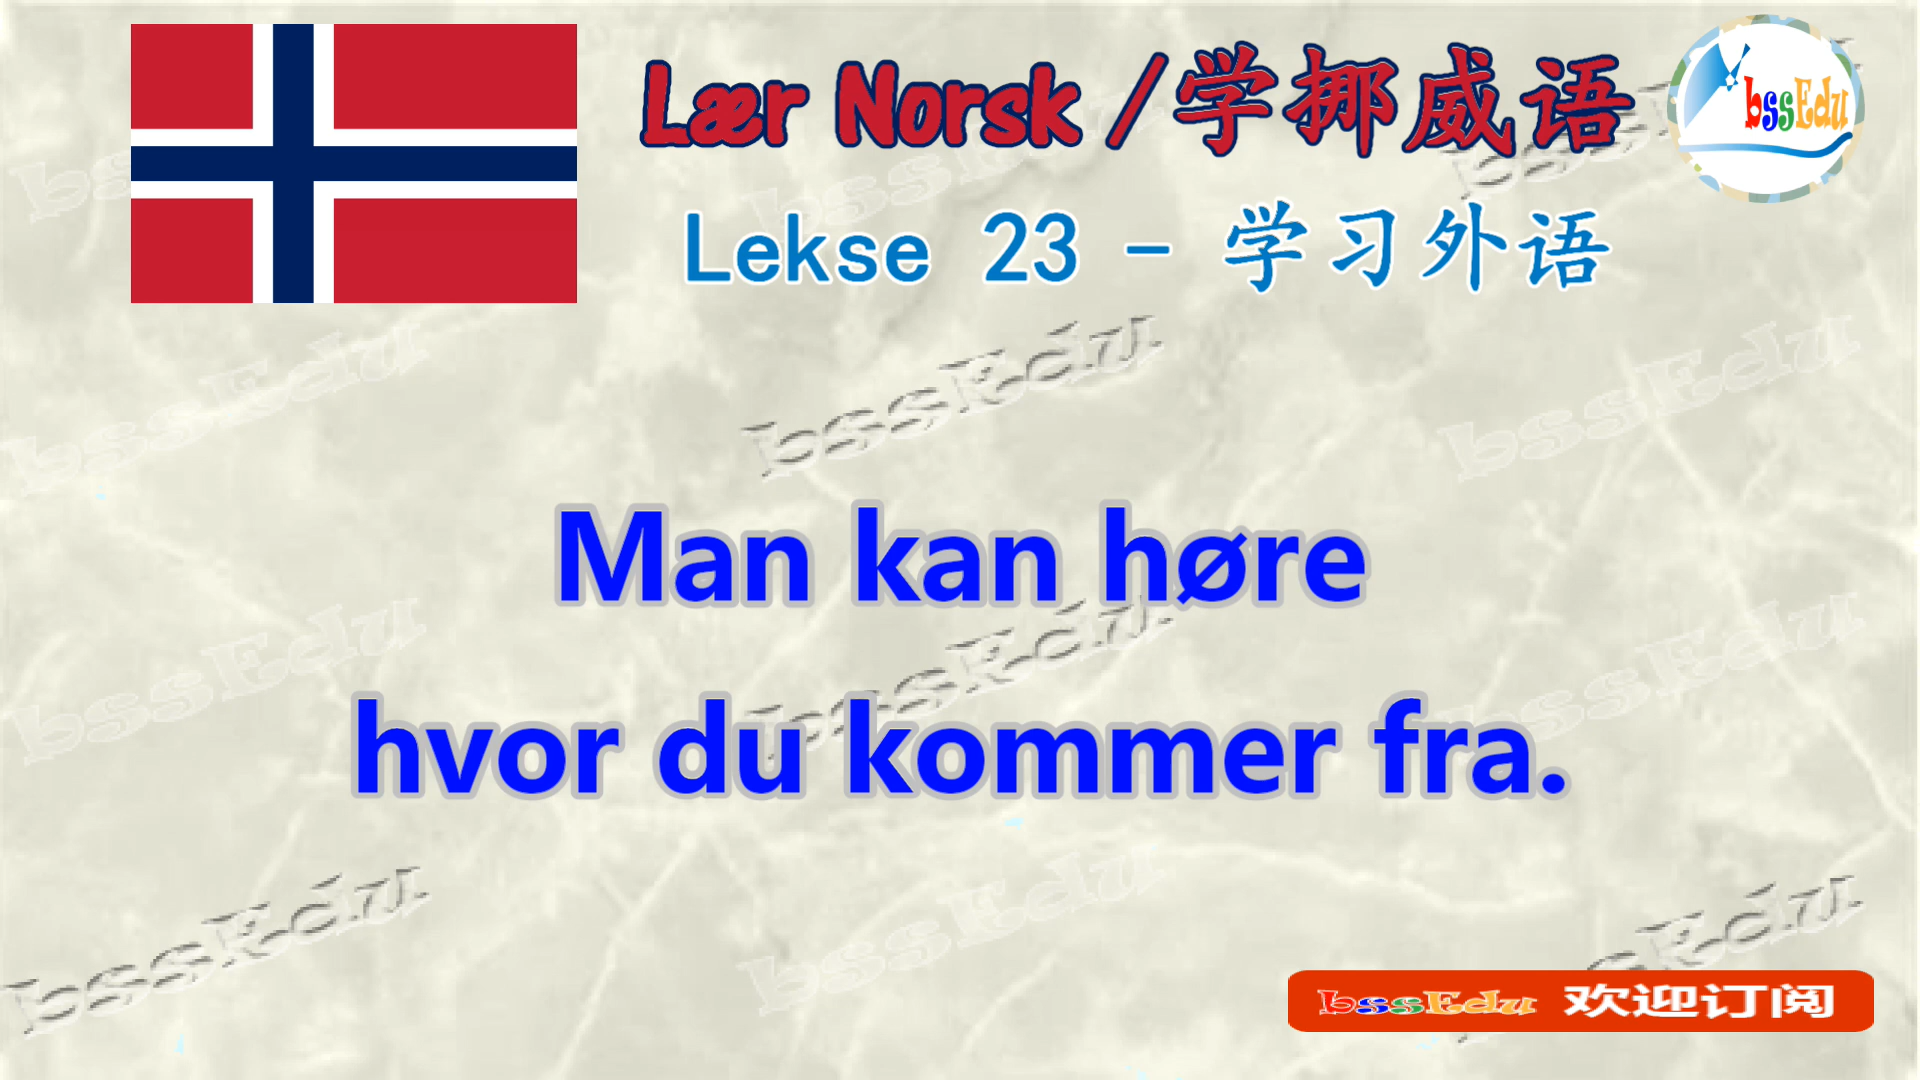 Lær Norsk /学挪威语
bssEdu
Lekse 23 - 学习外语
Man kan høre
hvor du kommer fra.
bssEdu 欢迎订阅